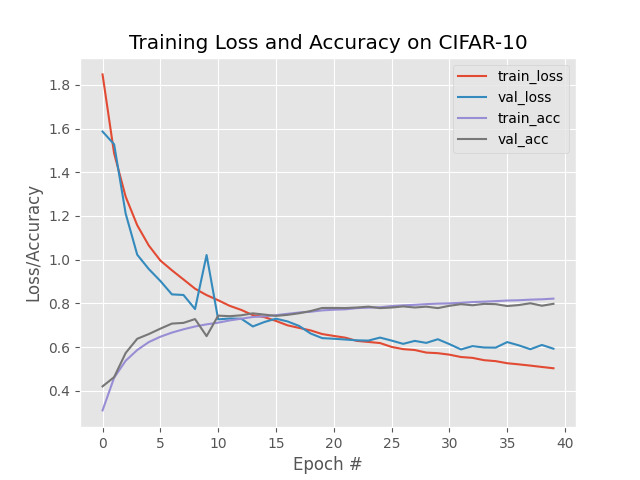 Training Loss and Accuracy on CIFAR-10
train_loss
val_loss
train_acc
val_acc
Loss/Accuracy
1.8
1.6
1.4
1.2
1.0
0.8
0.6
0.4
0 5 10 15 20 25 30 35 40
Epoch #